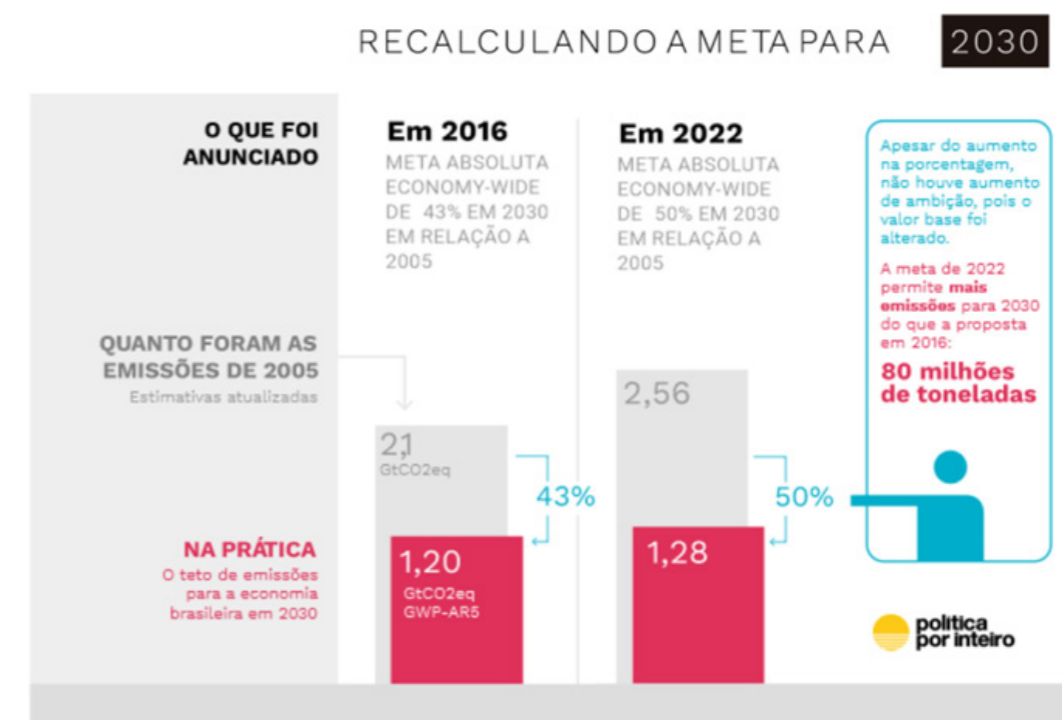 RECALCULANDO A META PARA 2030
O QUE FOI
ANUNCIADO
Em 2016
META ABSOLUTA
ECONOMY-WIDE
DE 43% EM 2030
EM RELAÇÃO A
2005
Em 2022
META ABSOLUTA
ECONOMY-WIDE
DE 50% EM 2030
EM RELAÇÃO A
2005
Apesar do aumento
na porcentagem,
não houve aumento
de ambição, pois o
valor base foi
alterado.
A meta de 2022
permite mais
emissões para 2030
do que a proposta
em 2016:
80 milhões
de toneladas
QUANTO FORAM AS
EMISSÕES DE 2005
Estimativas atualizadas
2,1
GtCO2eq
43%
2,56
50%
NA PRÁTICA
O teto de emissões
para a economia
brasileira em 2030
1,20
GtCO2eq
GWP-AR5
1,28
política
por inteiro